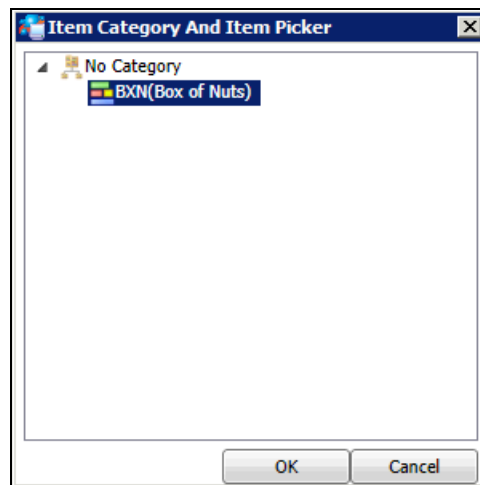 Item Category And Item Picker
No Category
BXN(Box of Nuts)
OK
Cancel